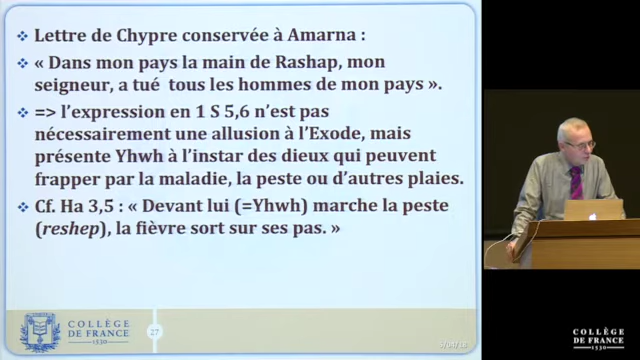 Lettre de Chypre conservée à Amarna :
« Dans mon pays la main de Rashap, mon
seigneur, a tué tous les hommes de mon pays ».
=> l’expression en 1 S 5,6 n’est pas
nécessairement une allusion à l’Exode, mais
présente Yhwh à l’instar des dieux qui peuvent
frapper par la maladie, la peste ou d’autres plaies.
Cf. Ha 3,5 : « Devant lui (=Yhwh) marche la peste
(reshep), la fièvre sort sur ses pas. »
COLLÈGE
DE FRANCE
1530
27
COLLÈGE
DE FRANCE
1530